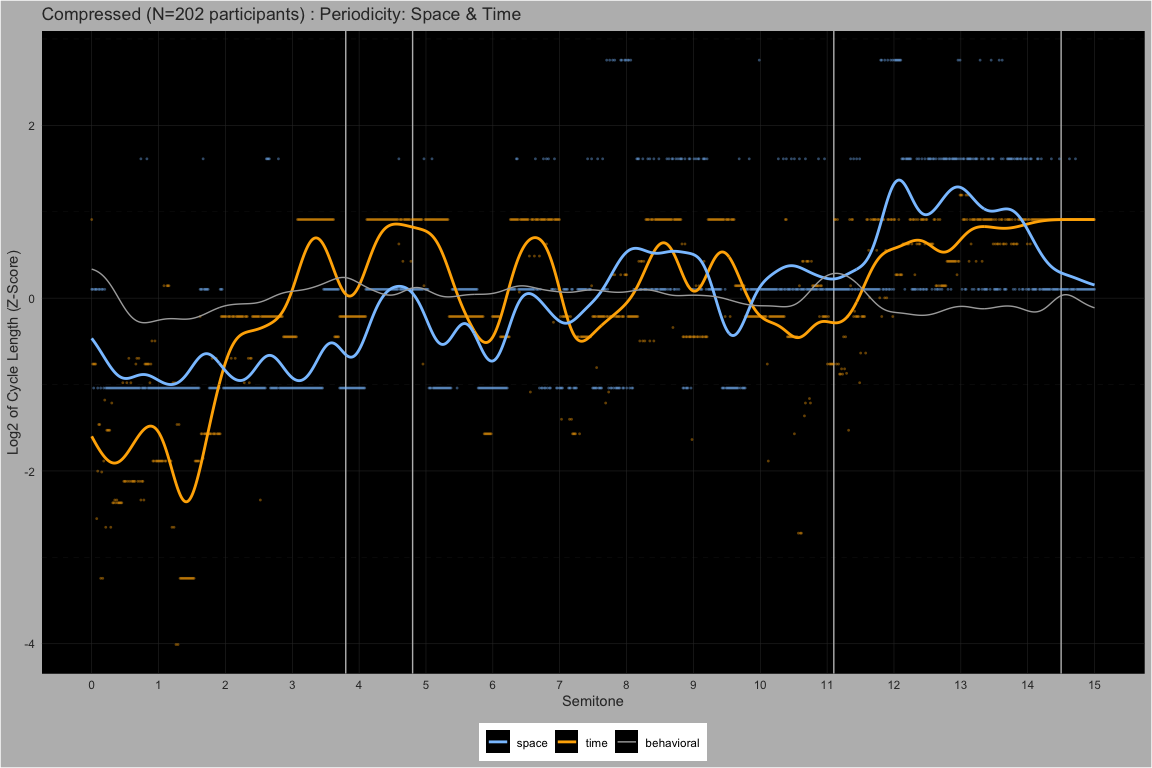 Compressed (N=202 participants) : Periodicity: Space & Time
Log2 of Cycle Length (Z-Score)
2
0
-2
-4
0 1 2 3 4 5 6 7 8 9 10 11 12 13 14 15
Semitone
space time behavioral